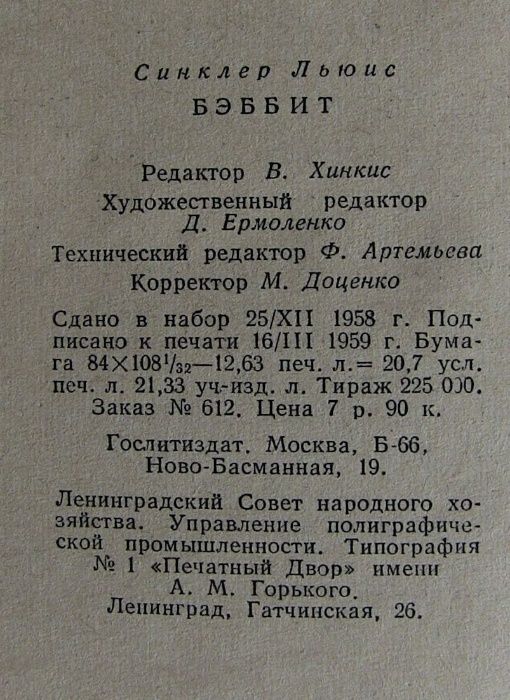 Синклер Льюис
БЭББИТ
Редактор В. Хинкис
Художественный редактор
Д. Ермоленко
Технический редактор Ф. Артемьева
Корректор М. Доценко
Сдано в набор 25/XII 1958 г. Под-
писано к печати 16/III 1959 г. Бума-
га 84×108¹/₃₂—12,63 печ. л.= 20,7 усл.
печ. л. 21,33 уч.-изд. л. Тираж 225 000.
Заказ № 612. Цена 7 р. 90 к.
Гослитиздат. Москва, Б-66,
Ново-Басманная, 19.
Ленинградский Совет народного хо-
зяйства. Управление полиграфиче-
ской промышленности. Типография
№ 1 «Печатный Двор» имени
А. М. Горького.
Ленинград, Гатчинская, 26.